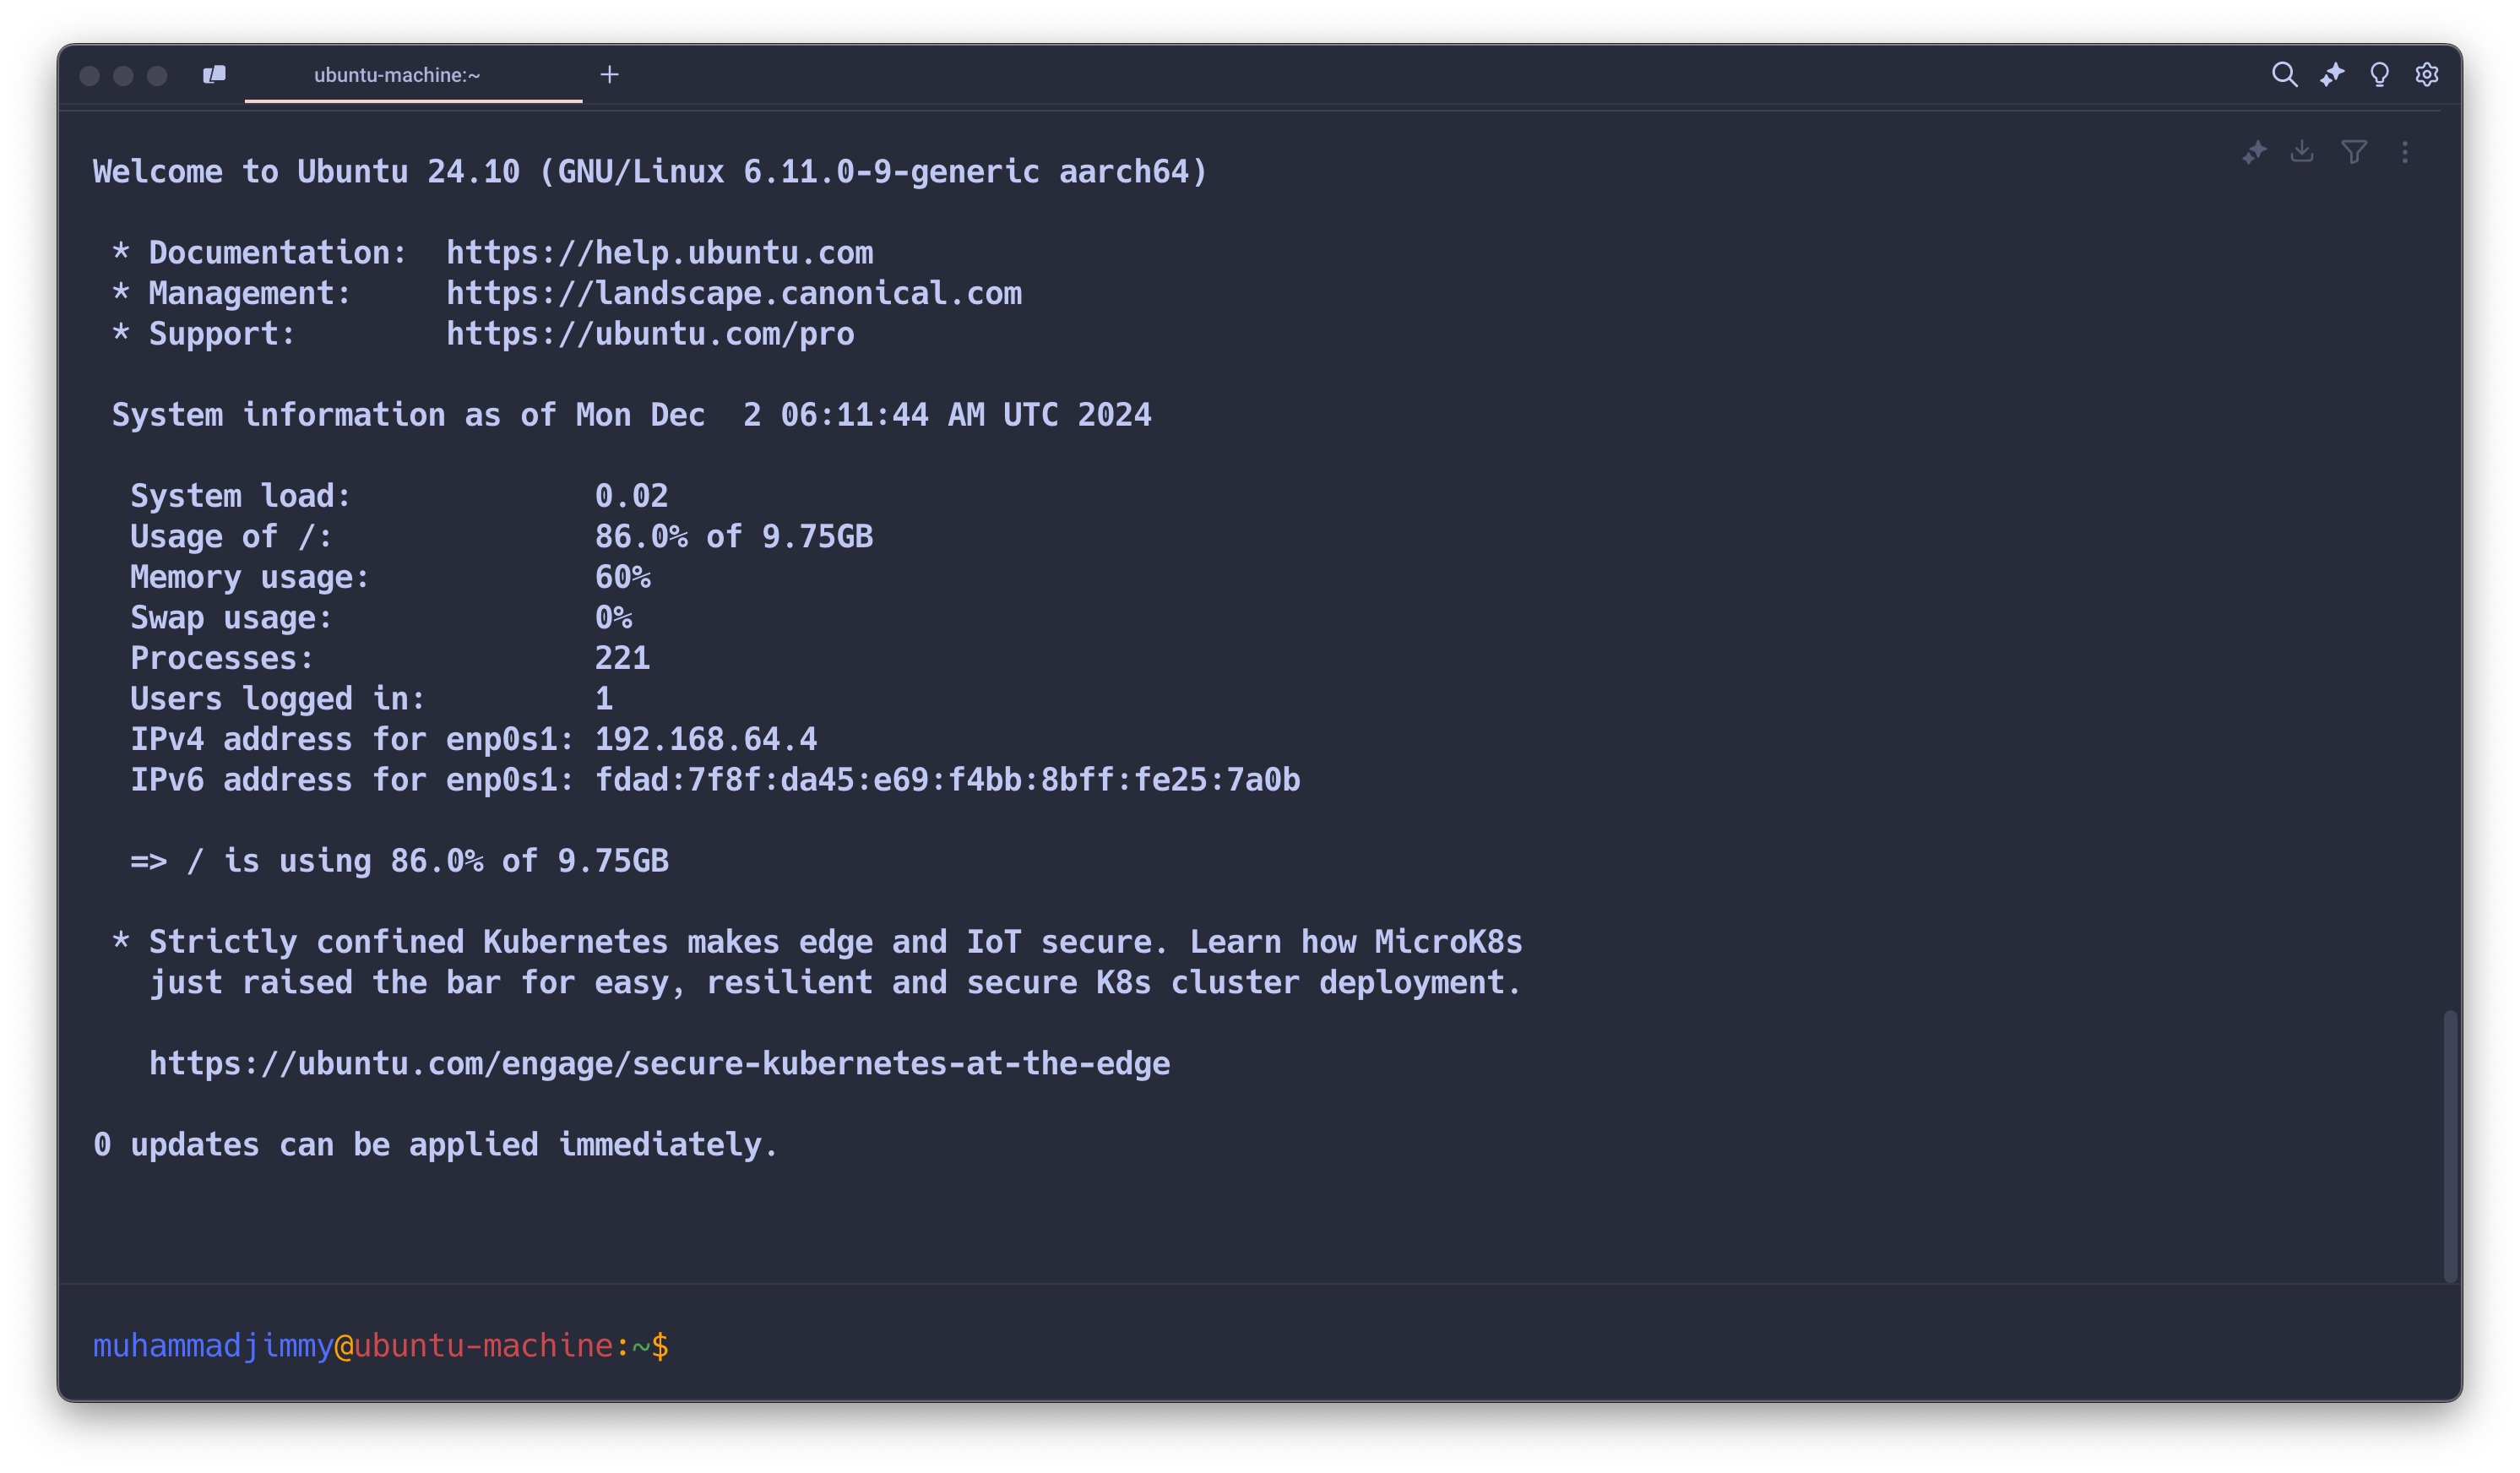 ubuntu-machine:~
Welcome to Ubuntu 24.10 (GNU/Linux 6.11.0-9-generic aarch64)
* Documentation:  https://help.ubuntu.com
* Management:     https://landscape.canonical.com
* Support:        https://ubuntu.com/pro
System information as of Mon Dec  2 06:11:44 AM UTC 2024
System load:             0.02
Usage of /:              86.0% of 9.75GB
Memory usage:            60%
Swap usage:              0%
Processes:               221
Users logged in:         1
IPv4 address for enp0s1: 192.168.64.4
IPv6 address for enp0s1: fdad:7f8f:da45:e69:f4bb:8bff:fe25:7a0b
=> / is using 86.0% of 9.75GB
* Strictly confined Kubernetes makes edge and IoT secure. Learn how MicroK8s
just raised the bar for easy, resilient and secure K8s cluster deployment.
https://ubuntu.com/engage/secure-kubernetes-at-the-edge
0 updates can be applied immediately.
muhammadjimmy@ubuntu-machine:~$